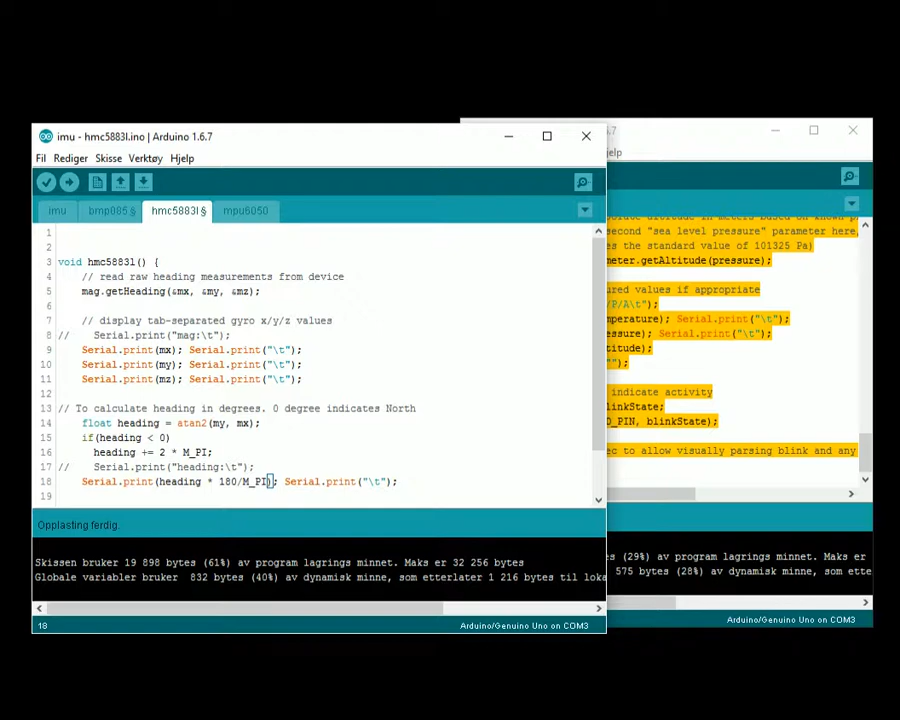 imu - hmc5883l.ino | Arduino 1.6.7
Fil Rediger Skisse Verktøy Hjelp
imu bmp085 § hmc5883l § mpu6050
1
2
3 void hmc5883l() {
4 // read raw heading measurements from device
5 mag.getHeading(&mx, &my, &mz);
6
7 // display tab-separated gyro x/y/z values
8 // Serial.print("mag:\t");
9 Serial.print(mx); Serial.print("\t");
10 Serial.print(my); Serial.print("\t");
11 Serial.print(mz); Serial.print("\t");
12
13 // To calculate heading in degrees. 0 degree indicates North
14 float heading = atan2(my, mx);
15 if(heading < 0)
16 heading += 2 * M_PI;
17 // Serial.print("heading:\t");
18 Serial.print(heading * 180/M_PI); Serial.print("\t");
19
Opplasting ferdig.
Skissen bruker 19 898 bytes (61%) av program lagrings minnet. Maks er 32 256 bytes
Globale variabler bruker 832 bytes (40%) av dynamisk minne, som etterlater 1 216 bytes til loka
18
Arduino/Genuino Uno on COM3
.7
jelp
altitude in meters based on known p
second "sea level pressure" parameter here,
es the standard value of 101325 Pa)
meter.getAltitude(pressure);
ured values if appropriate
/P/A\t");
mperature); Serial.print("\t");
essure); Serial.print("\t");
titude);
"");
indicate activity
linkState;
D_PIN, blinkState);
ec to allow visually parsing blink and any
s (29%) av program lagrings minnet. Maks er
575 bytes (28%) av dynamisk minne, som ette
Arduino/Genuino Uno on COM3